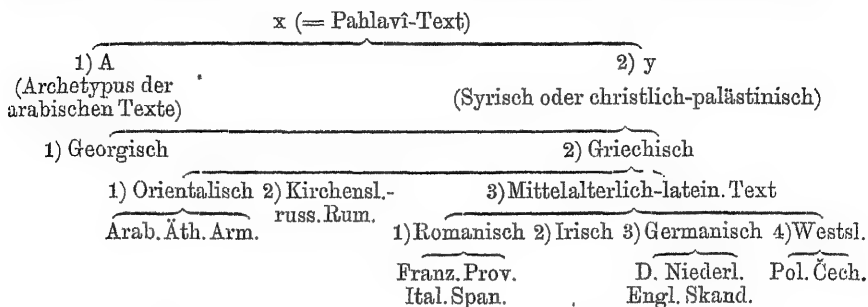 x (= Pahlavî-Text)
1) A 2) y
(Archetypus der
arabischen Texte) (Syrisch oder christlich-palästinisch)
1) Georgisch 2) Griechisch
1) Orientalisch 2) Kirchensl.- 3) Mittelalterlich-latein. Text
russ. Rum.
Arab. Äth. Arm. 1) Romanisch 2) Irisch 3) Germanisch 4) Westsl.
Franz. Prov. D. Niederl. Pol. Čech.
Ital. Span. Engl. Skand.